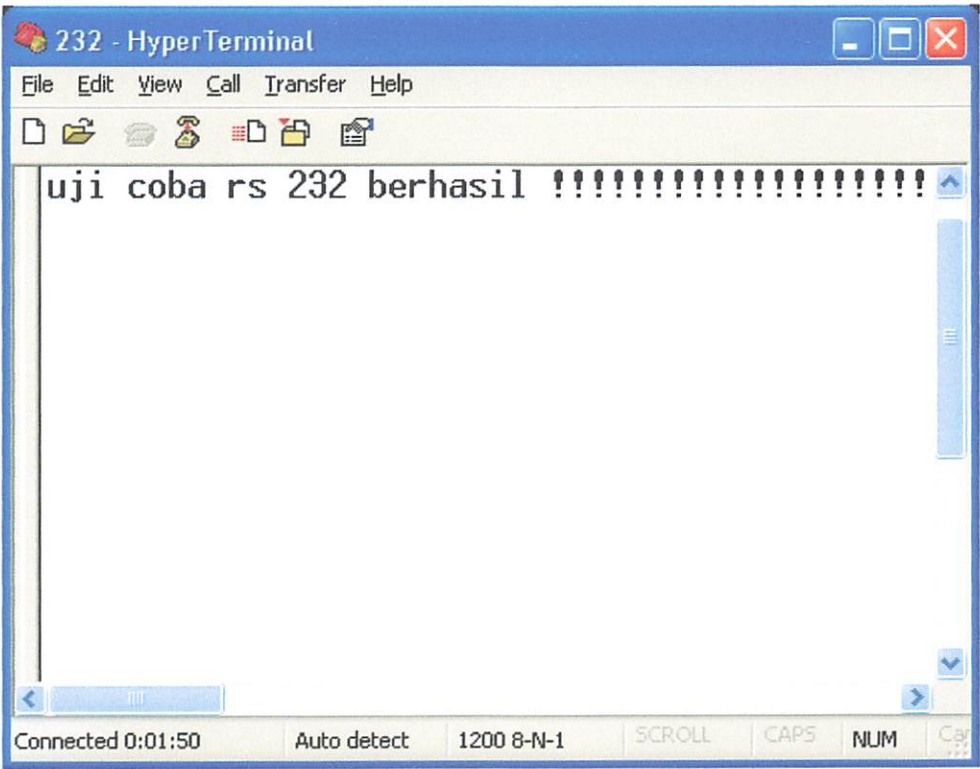 232 - HyperTerminal
File Edit View Call Transfer Help
uji coba rs 232 berhasil !!!!!!!!!!!!!!!!!!!
Connected 0:01:50 Auto detect 1200 8-N-1 SCROLL CAPS NUM